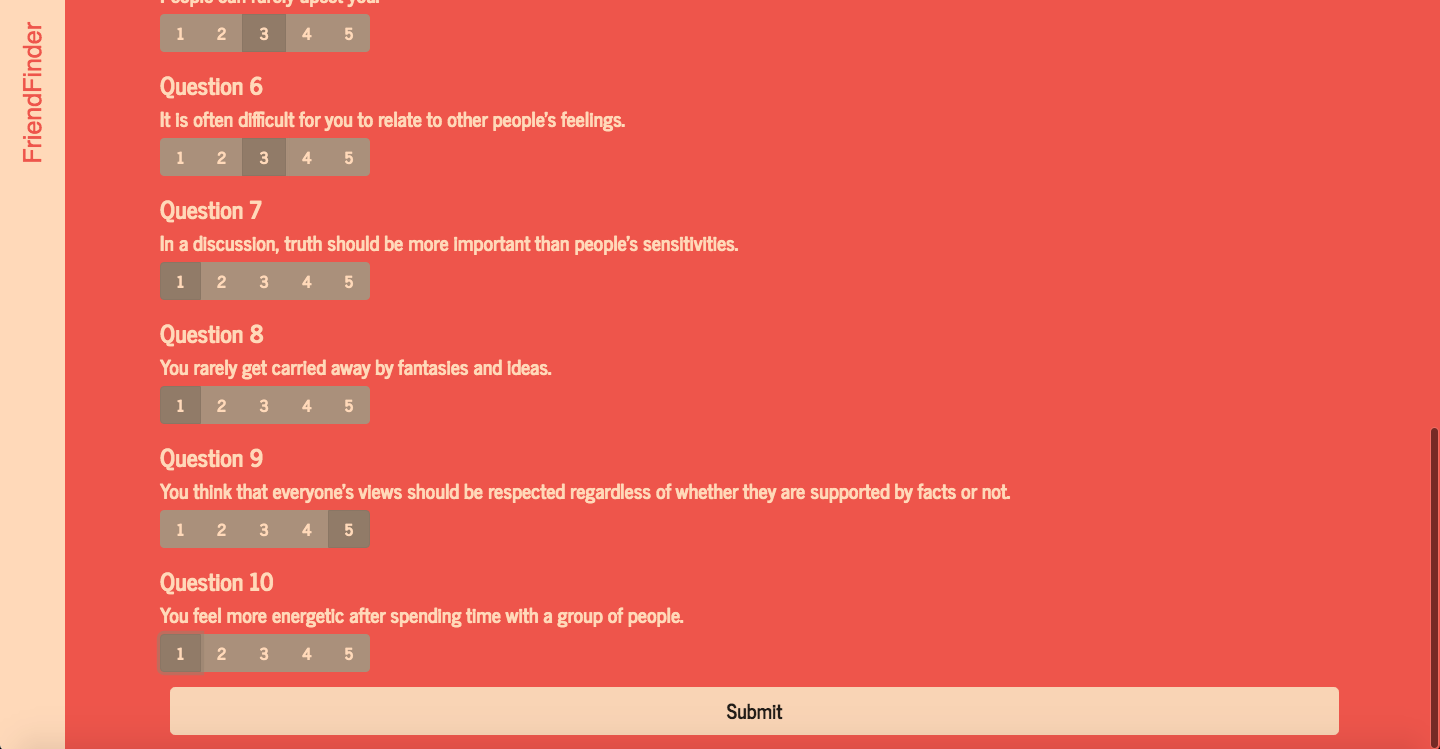 FriendFinder
People can rarely upset you.
1 2 3 4 5
Question 6
It is often difficult for you to relate to other people's feelings.
1 2 3 4 5
Question 7
In a discussion, truth should be more important than people's sensitivities.
1 2 3 4 5
Question 8
You rarely get carried away by fantasies and ideas.
1 2 3 4 5
Question 9
You think that everyone's views should be respected regardless of whether they are supported by facts or not.
1 2 3 4 5
Question 10
You feel more energetic after spending time with a group of people.
1 2 3 4 5
Submit